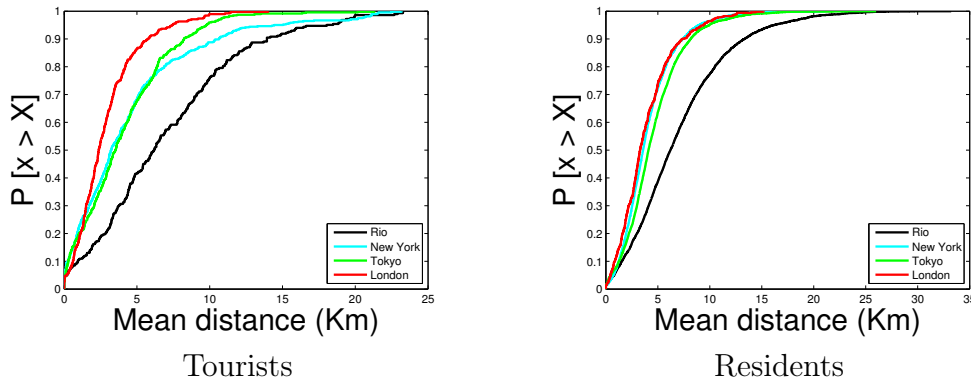 1
0.9
0.8
0.7
0.6
0.5
0.4
0.3
0.2
0.1
0
P [x > X]
0 5 10 15 20 25
Mean distance (Km)
Rio
New York
Tokyo
London
Tourists
1
0.9
0.8
0.7
0.6
0.5
0.4
0.3
0.2
0.1
0
P [x > X]
0 5 10 15 20 25 30 35
Mean distance (Km)
Rio
New York
Tokyo
London
Residents